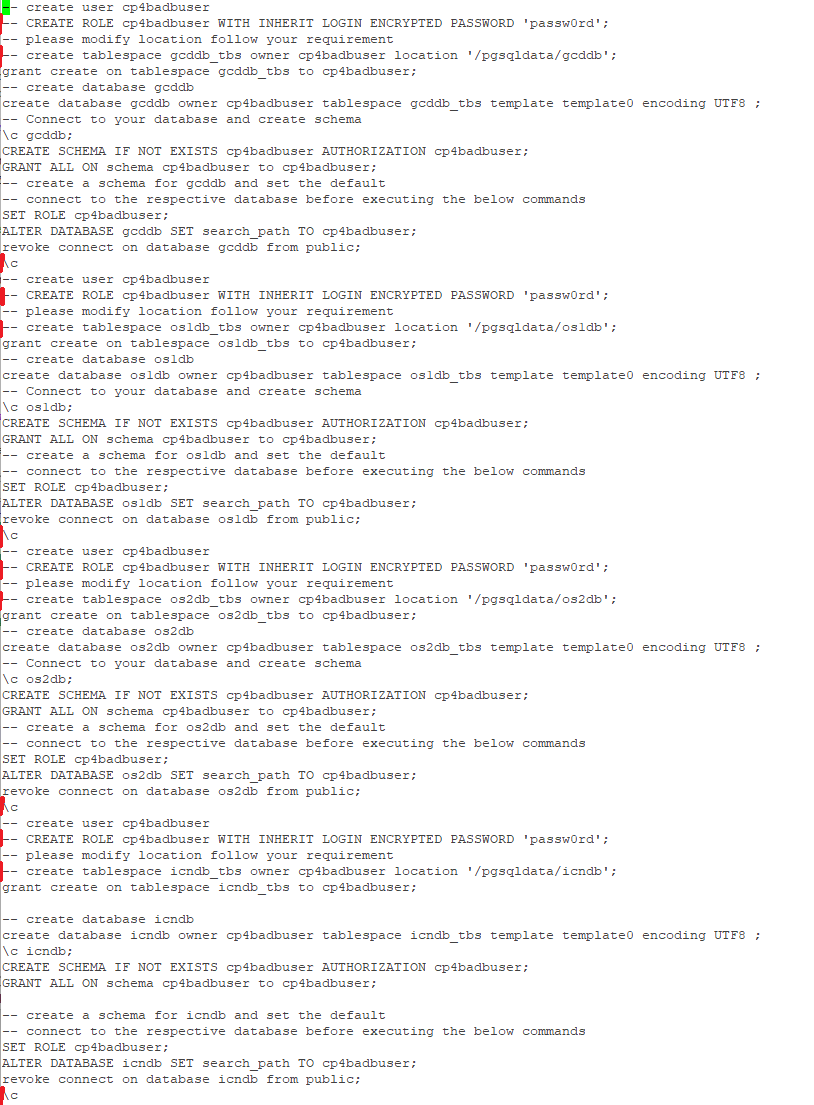 -- create user cp4badbuser
-- CREATE ROLE cp4badbuser WITH INHERIT LOGIN ENCRYPTED PASSWORD 'passw0rd';
-- please modify location follow your requirement
-- create tablespace gcddb_tbs owner cp4badbuser location '/pgsqldata/gcddb';
grant create on tablespace gcddb_tbs to cp4badbuser;
-- create database gcddb
create database gcddb owner cp4badbuser tablespace gcddb_tbs template template0 encoding UTF8 ;
-- Connect to your database and create schema
\c gcddb;
CREATE SCHEMA IF NOT EXISTS cp4badbuser AUTHORIZATION cp4badbuser;
GRANT ALL ON schema cp4badbuser to cp4badbuser;
-- create a schema for gcddb and set the default
-- connect to the respective database before executing the below commands
SET ROLE cp4badbuser;
ALTER DATABASE gcddb SET search_path TO cp4badbuser;
revoke connect on database gcddb from public;
\c
-- create user cp4badbuser
-- CREATE ROLE cp4badbuser WITH INHERIT LOGIN ENCRYPTED PASSWORD 'passw0rd';
-- please modify location follow your requirement
-- create tablespace os1db_tbs owner cp4badbuser location '/pgsqldata/os1db';
grant create on tablespace os1db_tbs to cp4badbuser;
-- create database os1db
create database os1db owner cp4badbuser tablespace os1db_tbs template template0 encoding UTF8 ;
-- Connect to your database and create schema
\c os1db;
CREATE SCHEMA IF NOT EXISTS cp4badbuser AUTHORIZATION cp4badbuser;
GRANT ALL ON schema cp4badbuser to cp4badbuser;
-- create a schema for os1db and set the default
-- connect to the respective database before executing the below commands
SET ROLE cp4badbuser;
ALTER DATABASE os1db SET search_path TO cp4badbuser;
revoke connect on database os1db from public;
\c
-- create user cp4badbuser
-- CREATE ROLE cp4badbuser WITH INHERIT LOGIN ENCRYPTED PASSWORD 'passw0rd';
-- please modify location follow your requirement
-- create tablespace os2db_tbs owner cp4badbuser location '/pgsqldata/os2db';
grant create on tablespace os2db_tbs to cp4badbuser;
-- create database os2db
create database os2db owner cp4badbuser tablespace os2db_tbs template template0 encoding UTF8 ;
-- Connect to your database and create schema
\c os2db;
CREATE SCHEMA IF NOT EXISTS cp4badbuser AUTHORIZATION cp4badbuser;
GRANT ALL ON schema cp4badbuser to cp4badbuser;
-- create a schema for os2db and set the default
-- connect to the respective database before executing the below commands
SET ROLE cp4badbuser;
ALTER DATABASE os2db SET search_path TO cp4badbuser;
revoke connect on database os2db from public;
\c
-- create user cp4badbuser
-- CREATE ROLE cp4badbuser WITH INHERIT LOGIN ENCRYPTED PASSWORD 'passw0rd';
-- please modify location follow your requirement
-- create tablespace icndb_tbs owner cp4badbuser location '/pgsqldata/icndb';
grant create on tablespace icndb_tbs to cp4badbuser;

-- create database icndb
create database icndb owner cp4badbuser tablespace icndb_tbs template template0 encoding UTF8 ;
\c icndb;
CREATE SCHEMA IF NOT EXISTS cp4badbuser AUTHORIZATION cp4badbuser;
GRANT ALL ON schema cp4badbuser to cp4badbuser;

-- create a schema for icndb and set the default
-- connect to the respective database before executing the below commands
SET ROLE cp4badbuser;
ALTER DATABASE icndb SET search_path TO cp4badbuser;
revoke connect on database icndb from public;
\c